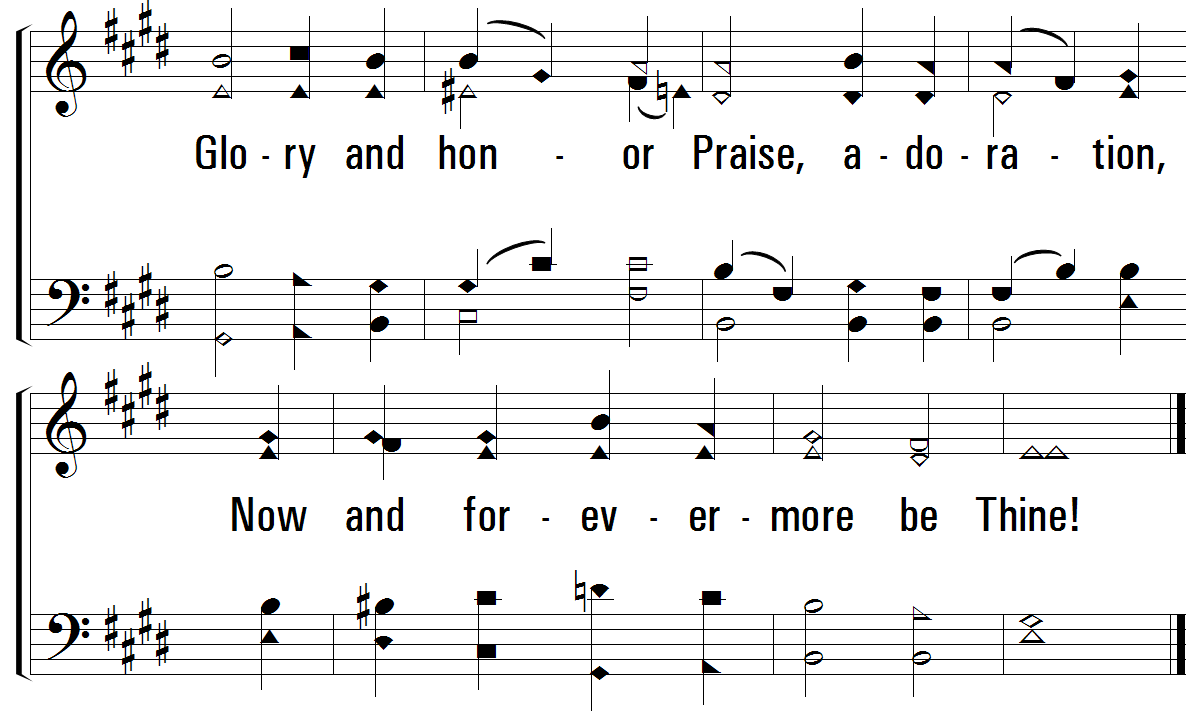 Glo - ry and hon - or Praise, a - do - ra - tion,
Now and for - ev - er - more be Thine!